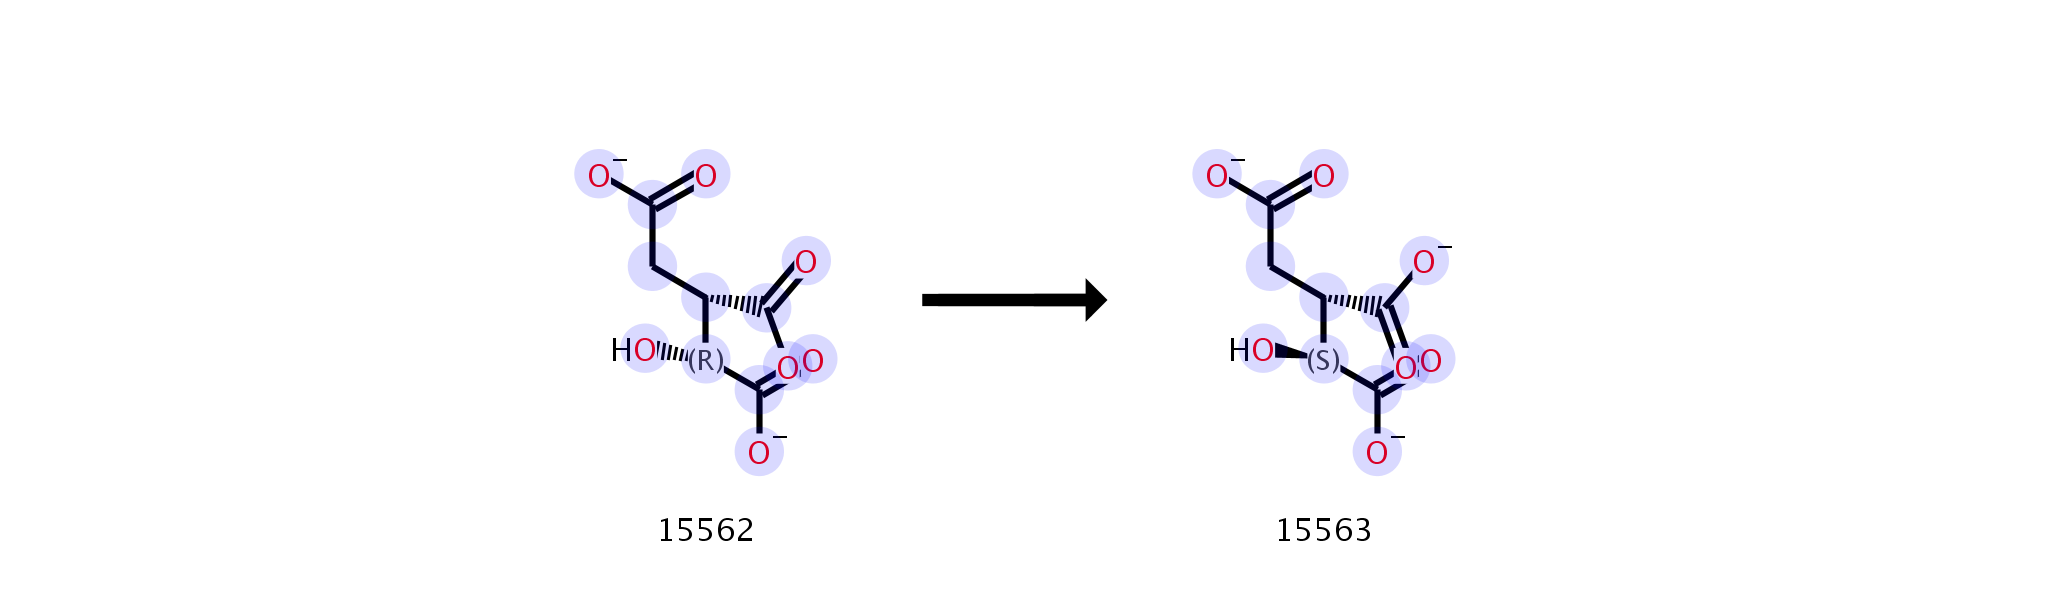 O− O O−  O
O O−
HO (R) O O HO (S) O O
O− O−
15562 15563